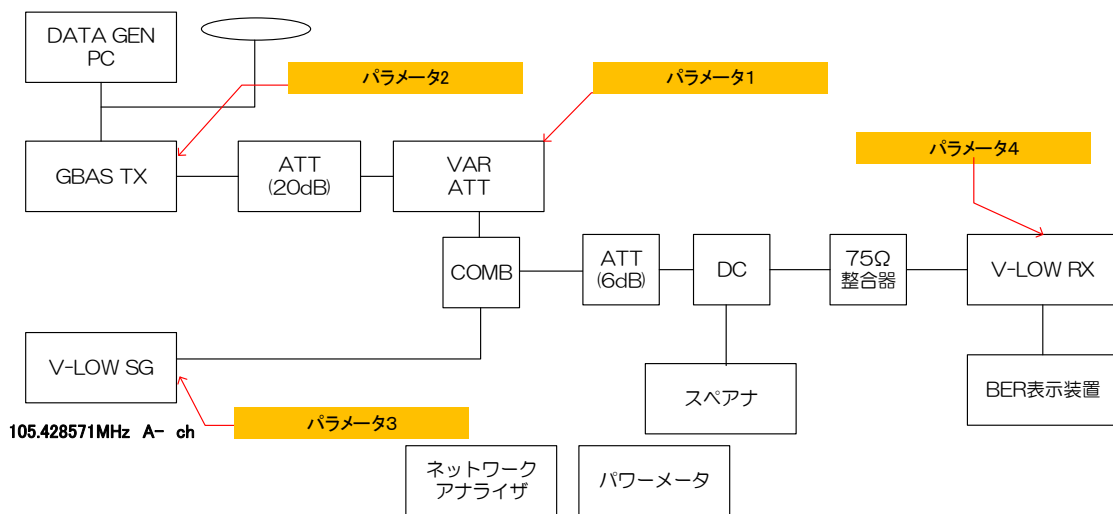 DATA GEN
PC
パラメータ2
パラメータ1
パラメータ4
GBAS TX
ATT
(20dB)
VAR
ATT
COMB
ATT
(6dB)
DC
75Ω
整合器
V-LOW RX
V-LOW SG
スペアナ
BER表示装置
105.428571MHz A- ch
パラメータ3
ネットワーク
アナライザ
パワーメータ